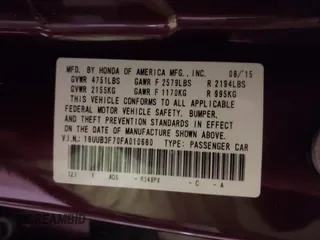 MFD. BY HONDA OF AMERICA MFG., INC. 08/15
GVWR 4751LBS GAWR F 2579LBS R 2194LBS
GVWR 2155KG GAWR F 1170KG R 995KG
THIS VEHICLE CONFORMS TO ALL APPLICABLE
FEDERAL MOTOR VEHICLE SAFETY, BUMPER,
AND THEFT PREVENTION STANDARDS IN EFFECT
ON THE DATE OF MANUFACTURE SHOWN ABOVE.
V.I.N.: 19UUB3F70FA010660 TYPE: PASSENGER CAR
- C - A